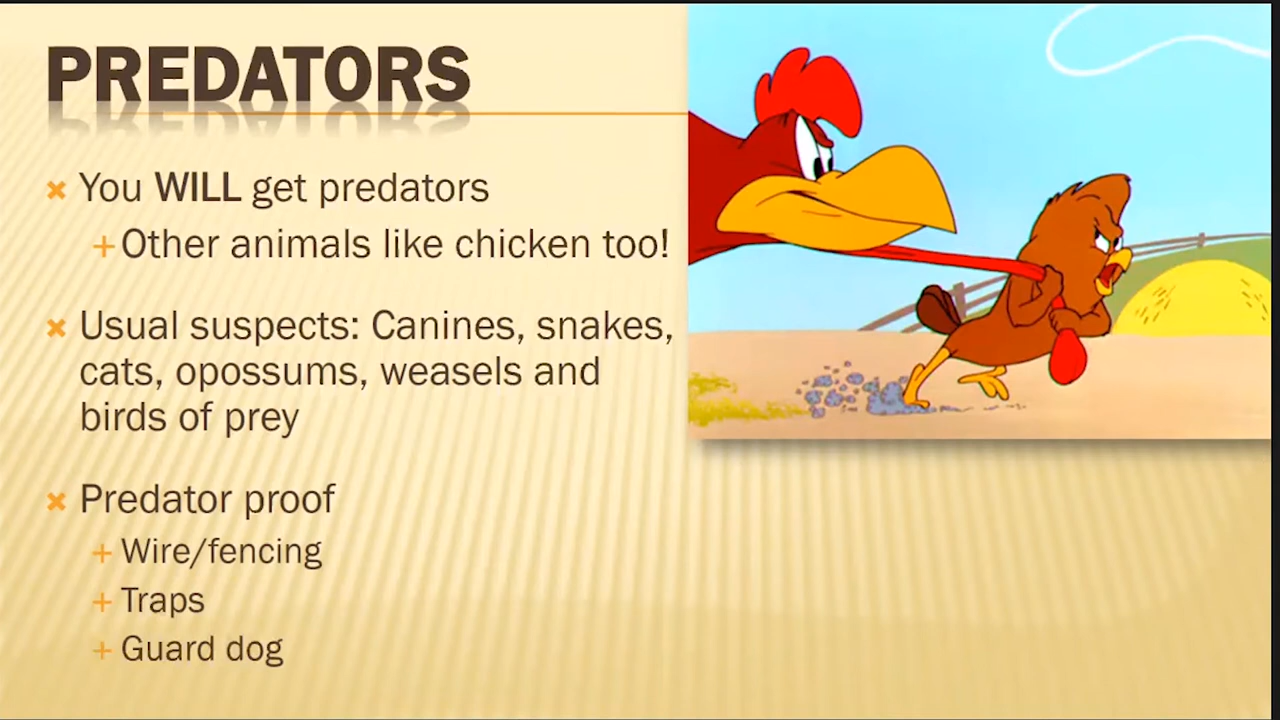 PREDATORS
You WILL get predators
Other animals like chicken too!
Usual suspects: Canines, snakes,
cats, opossums, weasels and
birds of prey
Predator proof
Wire/fencing
Traps
Guard dog